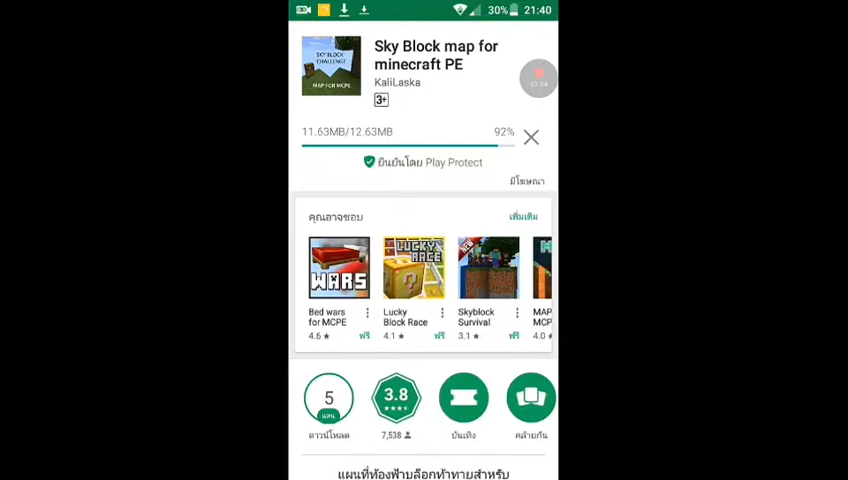 30% 21:40
SKY BLOCK
CHALLENGE
MAP FOR MCPE
Sky Block map for
minecraft PE
KaliLaska
3+
11.63MB/12.63MB 92%
ยืนยันโดย Play Protect
มีโฆษณา
คุณอาจชอบ เพิ่มเติม
WARS
LUCKY
RACE
NEW
Bed wars
for MCPE
4.6 ★ ฟรี
Lucky
Block Race
4.1 ★ ฟรี
Skyblock
Survival
3.1 ★ ฟรี
MAP
MCP
4.0 ★
5
แสน
ดาวน์โหลด
3.8
7,538
บันเทิง
คล้ายกัน
แผนที่ท้องฟ้าบล็อกท้าทายสำหรับ